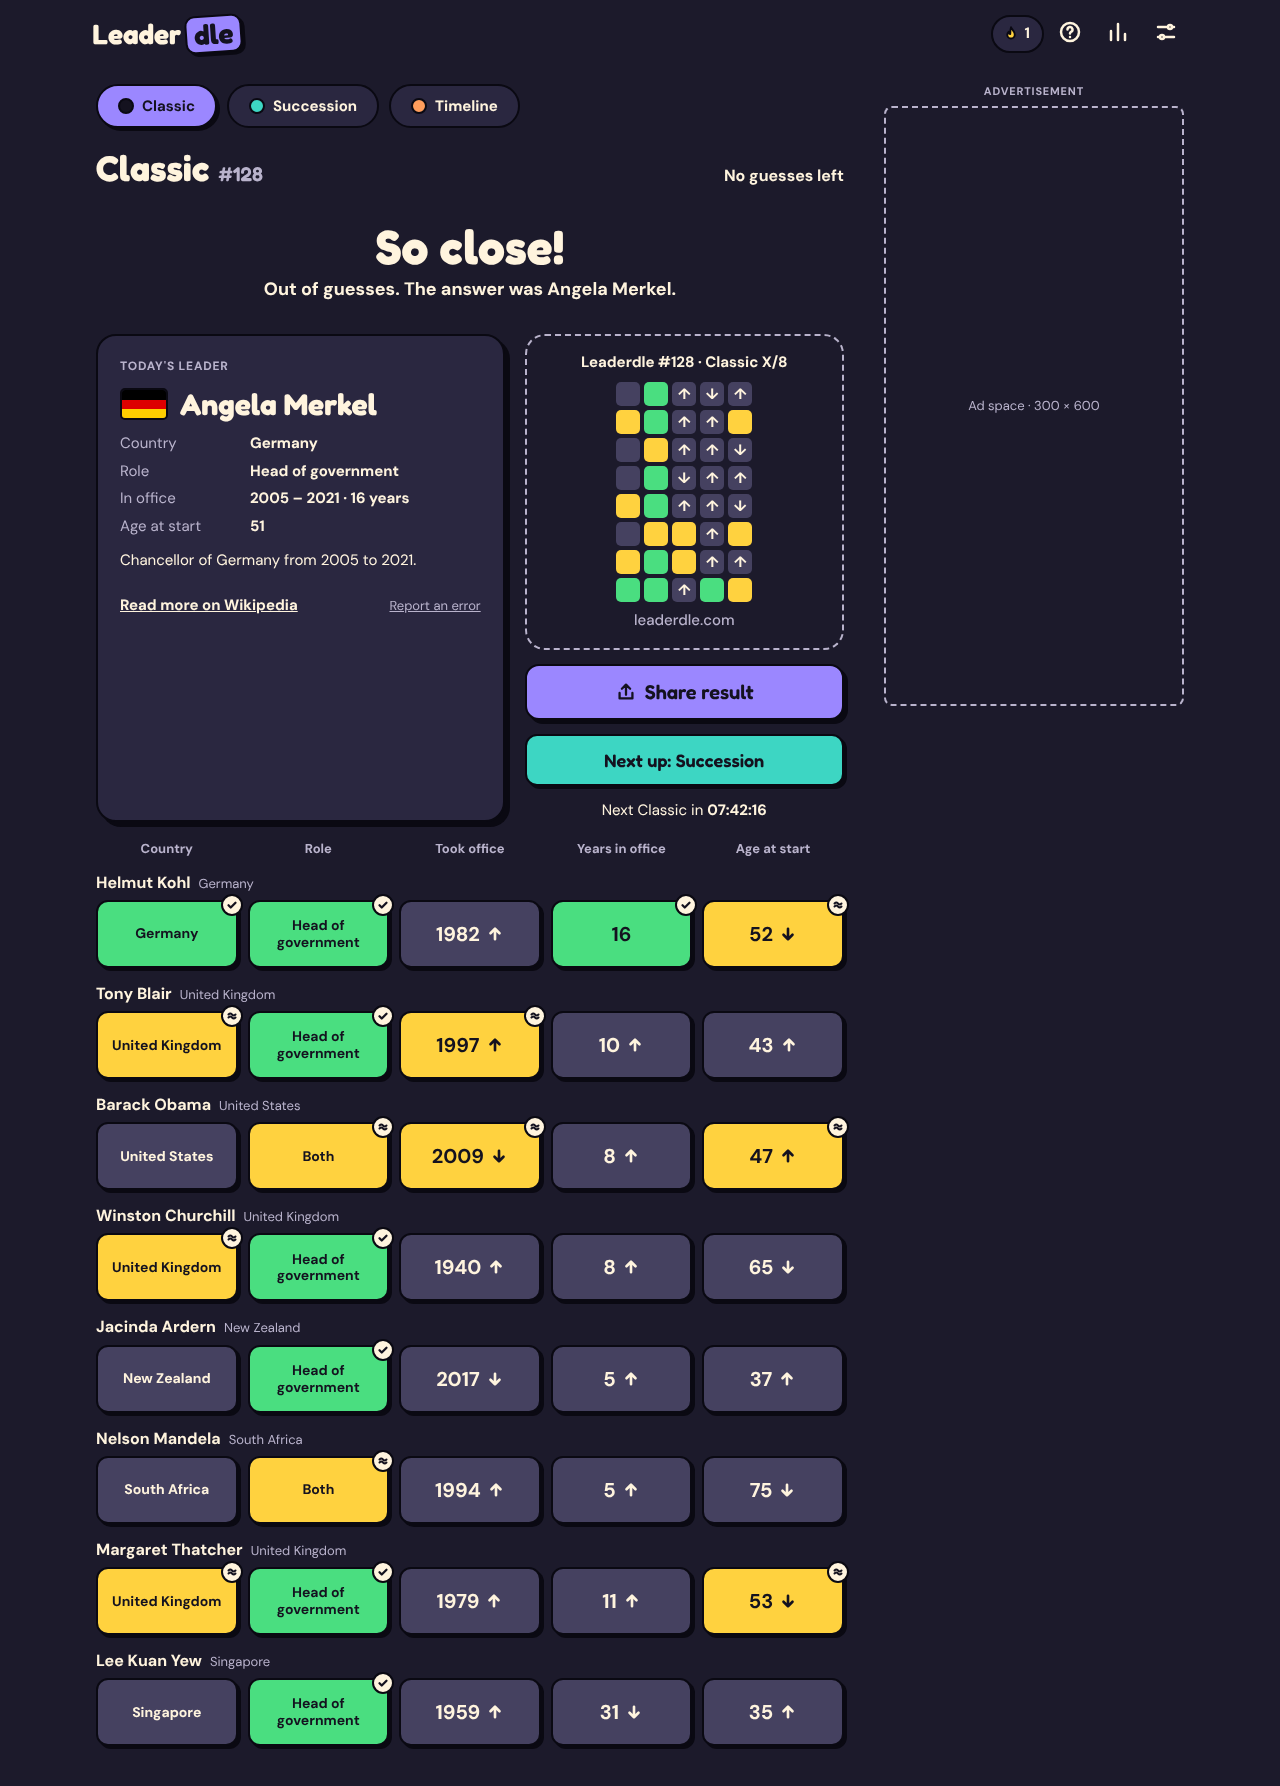 Leader dle
1
Classic
Succession
Timeline
ADVERTISEMENT
Classic #128
No guesses left
So close!
Out of guesses. The answer was Angela Merkel.
TODAY'S LEADER
Angela Merkel
Country Germany
Role Head of government
In office 2005 – 2021 · 16 years
Age at start 51
Chancellor of Germany from 2005 to 2021.
Read more on Wikipedia
Report an error
Leaderdle #128 · Classic X/8
↑ ↓ ↑
↑ ↑
↑ ↑ ↓
↓ ↑ ↑
↑ ↑ ↓
↑
↑ ↑
↑
leaderdle.com
Share result
Next up: Succession
Next Classic in 07:42:16
Ad space · 300 × 600
Country Role Took office Years in office Age at start
Helmut Kohl Germany
Germany
Head of
government
1982 ↑
16
52 ↓
Tony Blair United Kingdom
United Kingdom
Head of
government
1997 ↑
10 ↑
43 ↑
Barack Obama United States
United States
Both
2009 ↓
8 ↑
47 ↑
Winston Churchill United Kingdom
United Kingdom
Head of
government
1940 ↑
8 ↑
65 ↓
Jacinda Ardern New Zealand
New Zealand
Head of
government
2017 ↓
5 ↑
37 ↑
Nelson Mandela South Africa
South Africa
Both
1994 ↑
5 ↑
75 ↓
Margaret Thatcher United Kingdom
United Kingdom
Head of
government
1979 ↑
11 ↑
53 ↓
Lee Kuan Yew Singapore
Singapore
Head of
government
1959 ↑
31 ↓
35 ↑